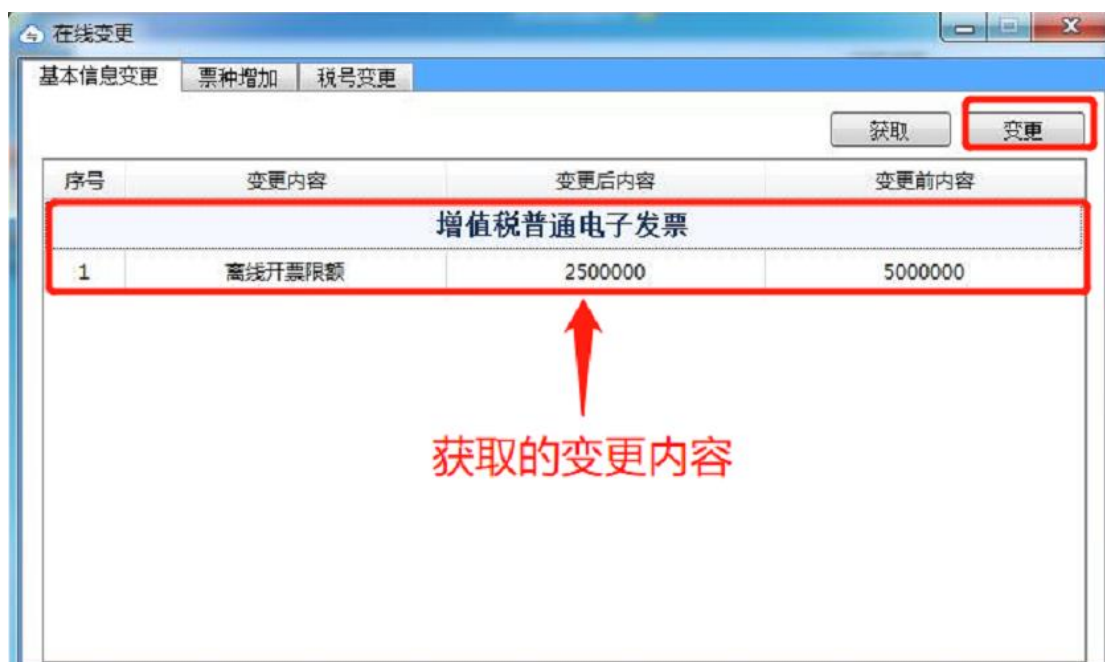 在线变更
基本信息变更 票种增加 税号变更
获取 变更
序号 变更内容 变更后内容 变更前内容
增值税普通电子发票
1 离线开票限额 2500000 5000000
获取的变更内容